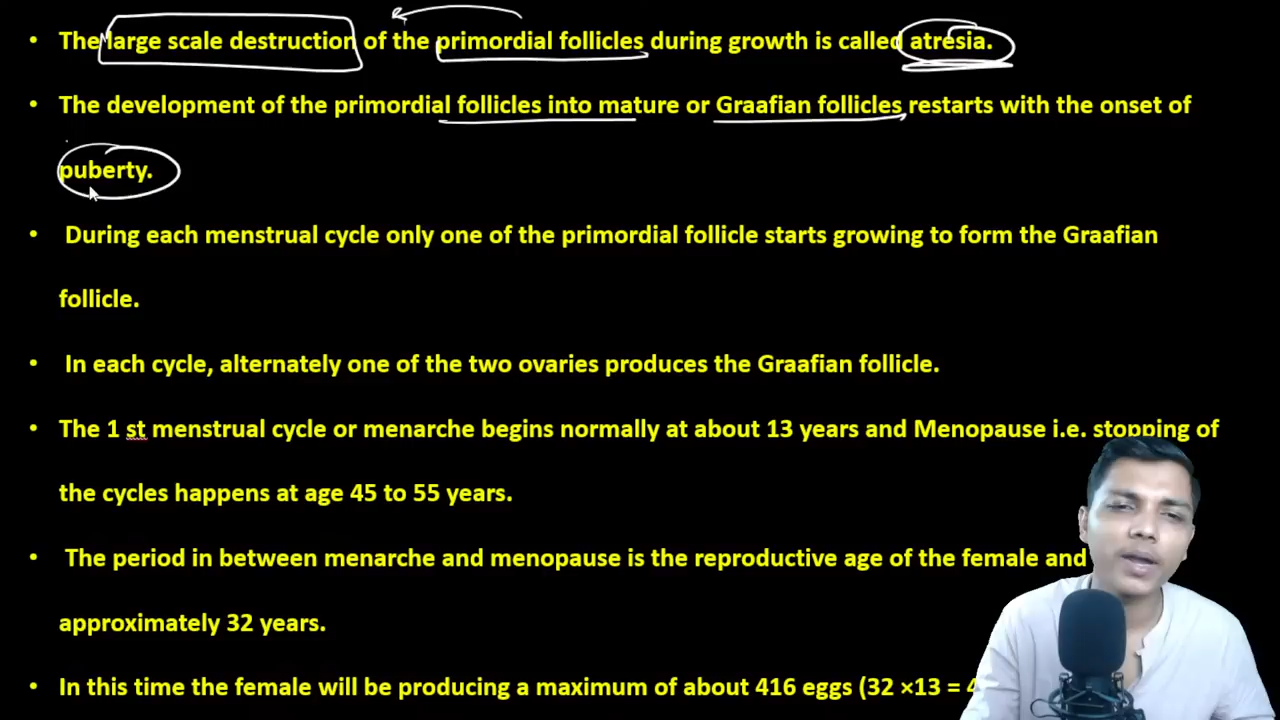 • The large scale destruction of the primordial follicles during growth is called atresia.
• The development of the primordial follicles into mature or Graafian follicles restarts with the onset of
puberty.
• During each menstrual cycle only one of the primordial follicle starts growing to form the Graafian
follicle.
• In each cycle, alternately one of the two ovaries produces the Graafian follicle.
• The 1 st menstrual cycle or menarche begins normally at about 13 years and Menopause i.e. stopping of
the cycles happens at age 45 to 55 years.
• The period in between menarche and menopause is the reproductive age of the female and
approximately 32 years.
• In this time the female will be producing a maximum of about 416 eggs (32 ×13 =